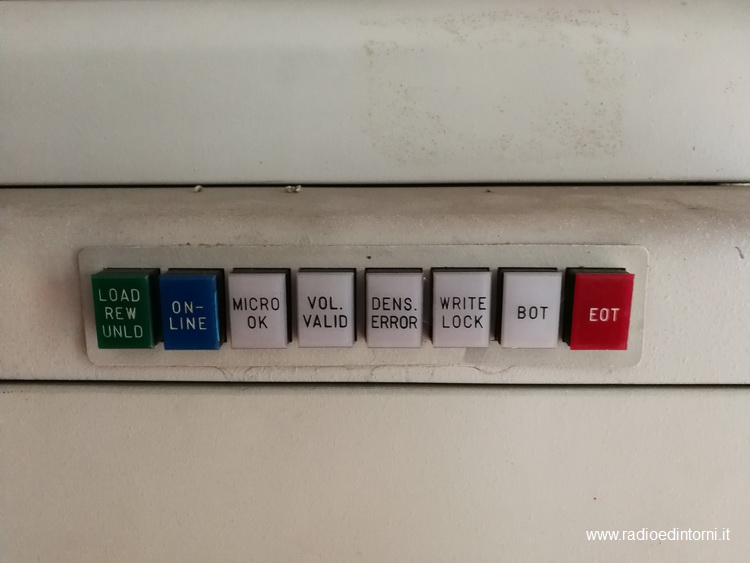 LOAD
REW
UNLD
ON-
LINE
MICRO
OK
VOL.
VALID
DENS.
ERROR
WRITE
LOCK
BOT
EOT
www.radioedintorni.it